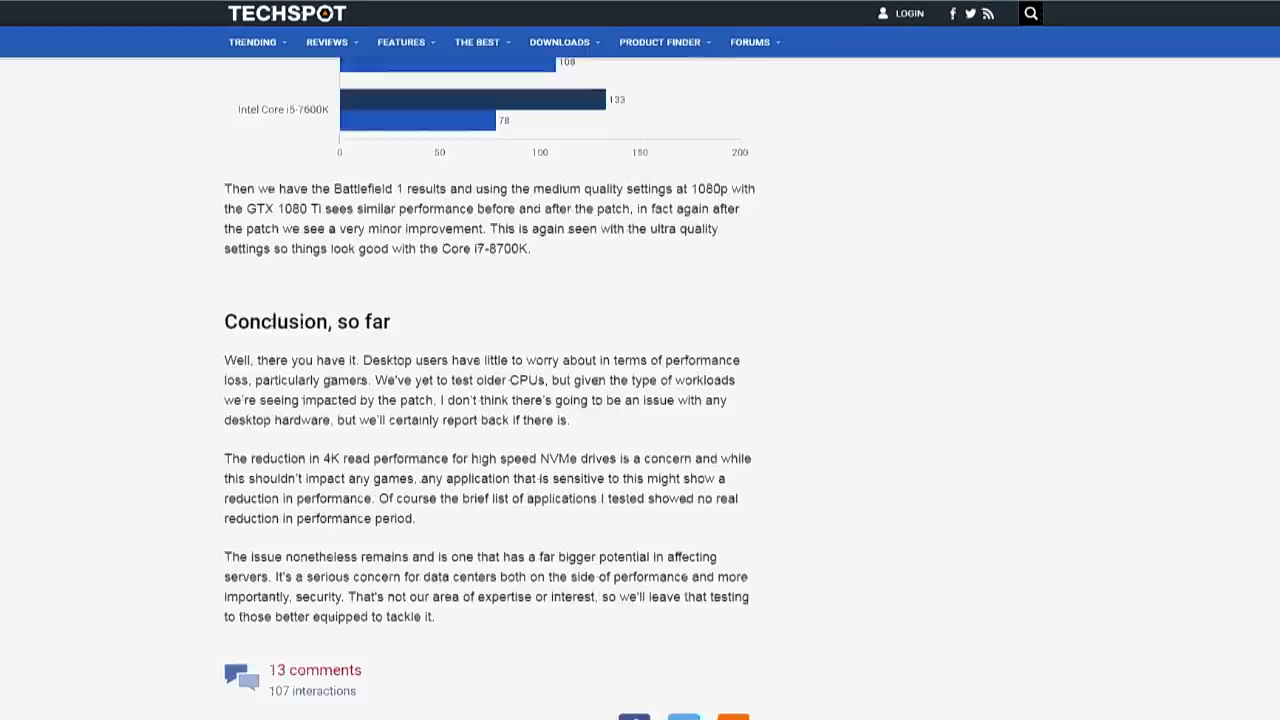 TECHSPOT
LOGIN
TRENDING REVIEWS FEATURES THE BEST DOWNLOADS PRODUCT FINDER FORUMS
108
Intel Core i5-7600K
133
78
0 50 100 150 200
Then we have the Battlefield 1 results and using the medium quality settings at 1080p with
the GTX 1080 Ti sees similar performance before and after the patch, in fact again after
the patch we see a very minor improvement. This is again seen with the ultra quality
settings so things look good with the Core i7-8700K.
Conclusion, so far
Well, there you have it. Desktop users have little to worry about in terms of performance
loss, particularly gamers. We've yet to test older CPUs, but given the type of workloads
we're seeing impacted by the patch, I don't think there's going to be an issue with any
desktop hardware, but we'll certainly report back if there is.
The reduction in 4K read performance for high speed NVMe drives is a concern and while
this shouldn't impact any games, any application that is sensitive to this might show a
reduction in performance. Of course the brief list of applications I tested showed no real
reduction in performance period.
The issue nonetheless remains and is one that has a far bigger potential in affecting
servers. It's a serious concern for data centers both on the side of performance and more
importantly, security. That's not our area of expertise or interest, so we'll leave that testing
to those better equipped to tackle it.
13 comments
107 interactions